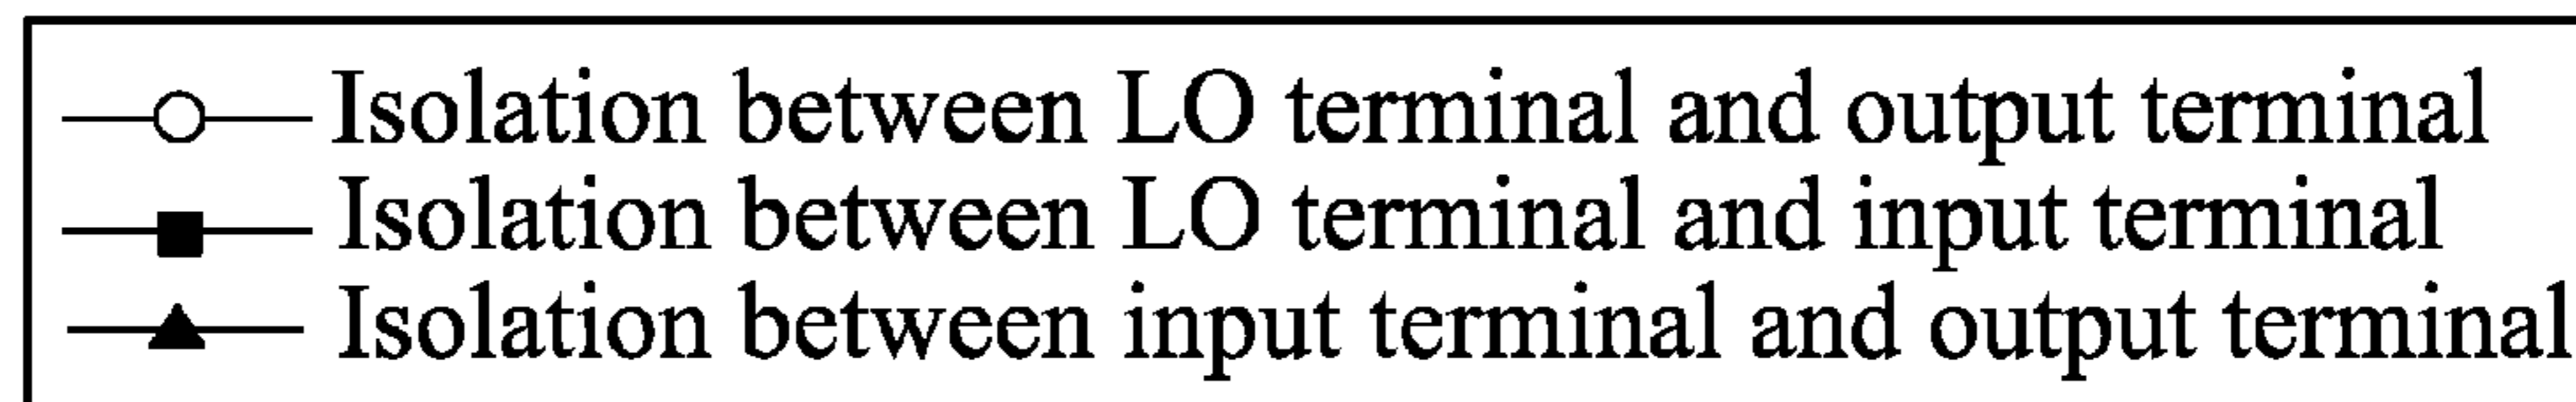 Isolation between LO terminal and output terminal
Isolation between LO terminal and input terminal
Isolation between input terminal and output terminal